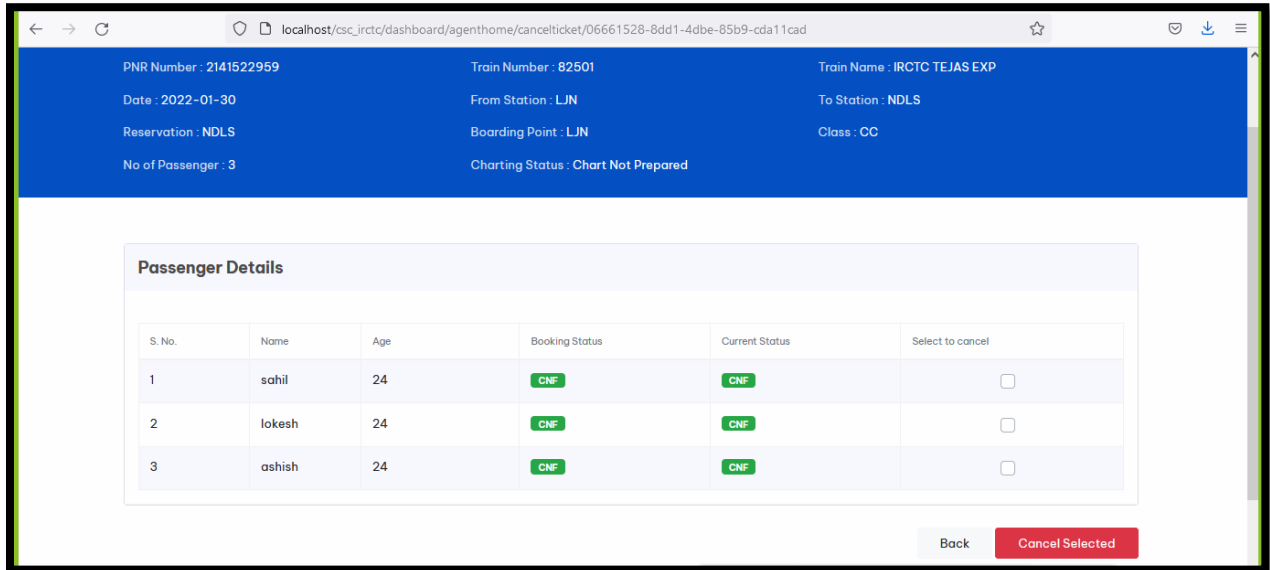 localhost/csc_irctc/dashboard/agenthome/cancelticket/06661528-8dd1-4dbe-85b9-cda11cad
PNR Number : 2141522959 Train Number : 82501 Train Name : IRCTC TEJAS EXP
Date : 2022-01-30 From Station : LJN To Station : NDLS
Reservation : NDLS Boarding Point : LJN Class : CC
No of Passenger : 3 Charting Status : Chart Not Prepared
Passenger Details
S. No. Name Age Booking Status Current Status Select to cancel
1 sahil 24 CNF CNF
2 lokesh 24 CNF CNF
3 ashish 24 CNF CNF
Back Cancel Selected